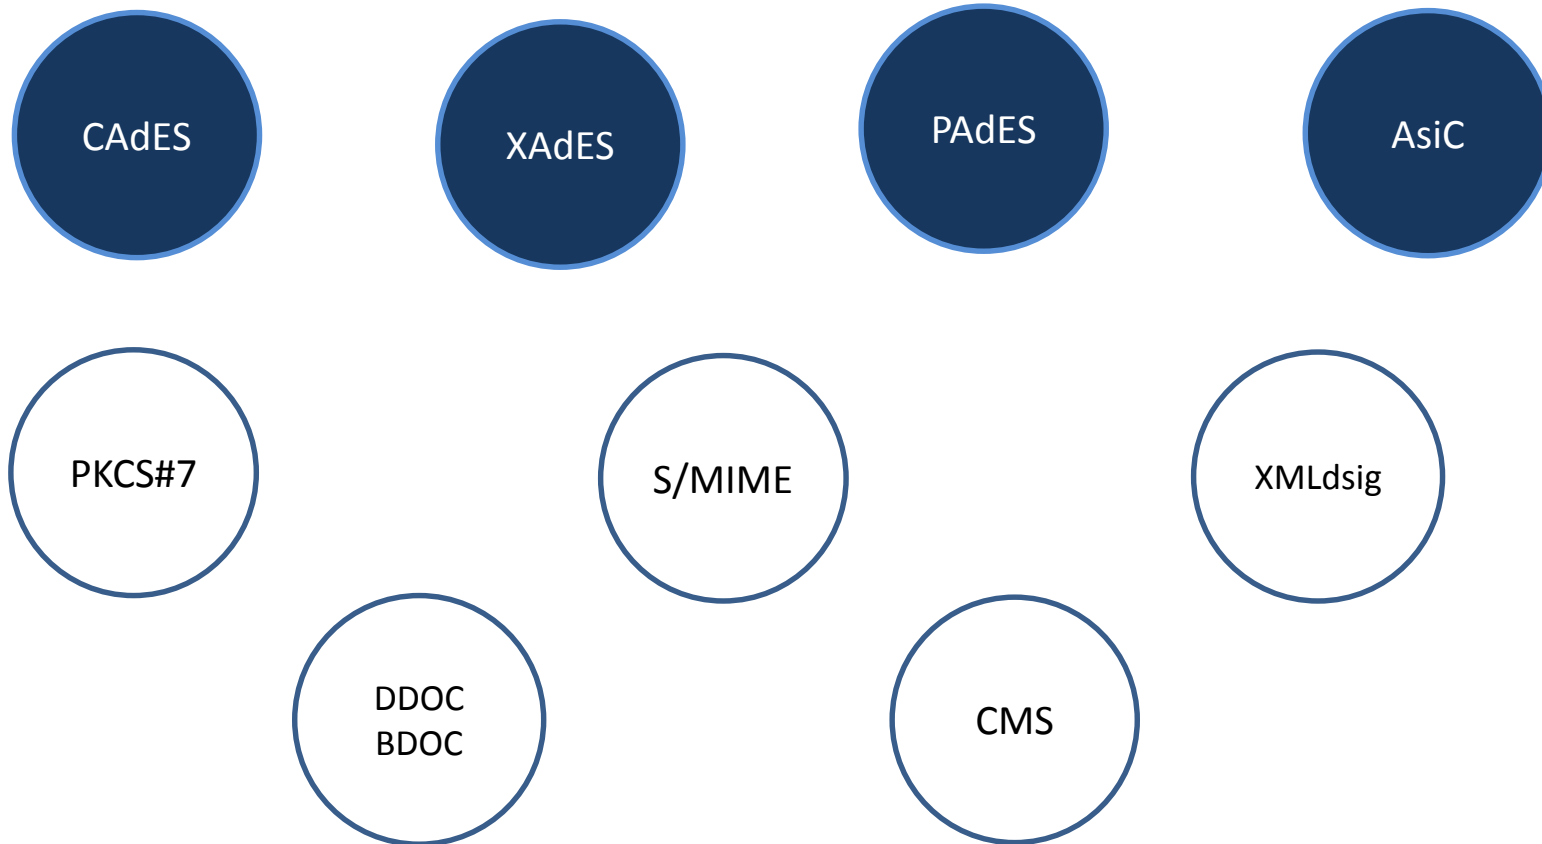 CAdES
XAdES
PAdES
AsiC
PKCS#7
S/MIME
XMLdsig
DDOC
BDOC
CMS